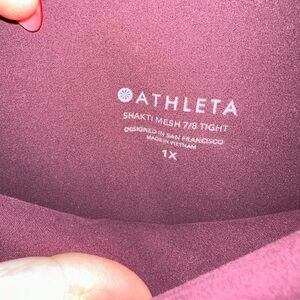 ATHLETA
SHAKTI MESH 7/8 TIGHT
DESIGNED IN SAN FRANCISCO
MADE IN VIETNAM
1X